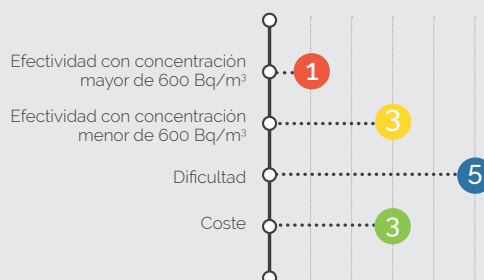 Efectividad con concentración
mayor de 600 Bq/m³
1
Efectividad con concentración
menor de 600 Bq/m³
3
Dificultad
5
Coste
3